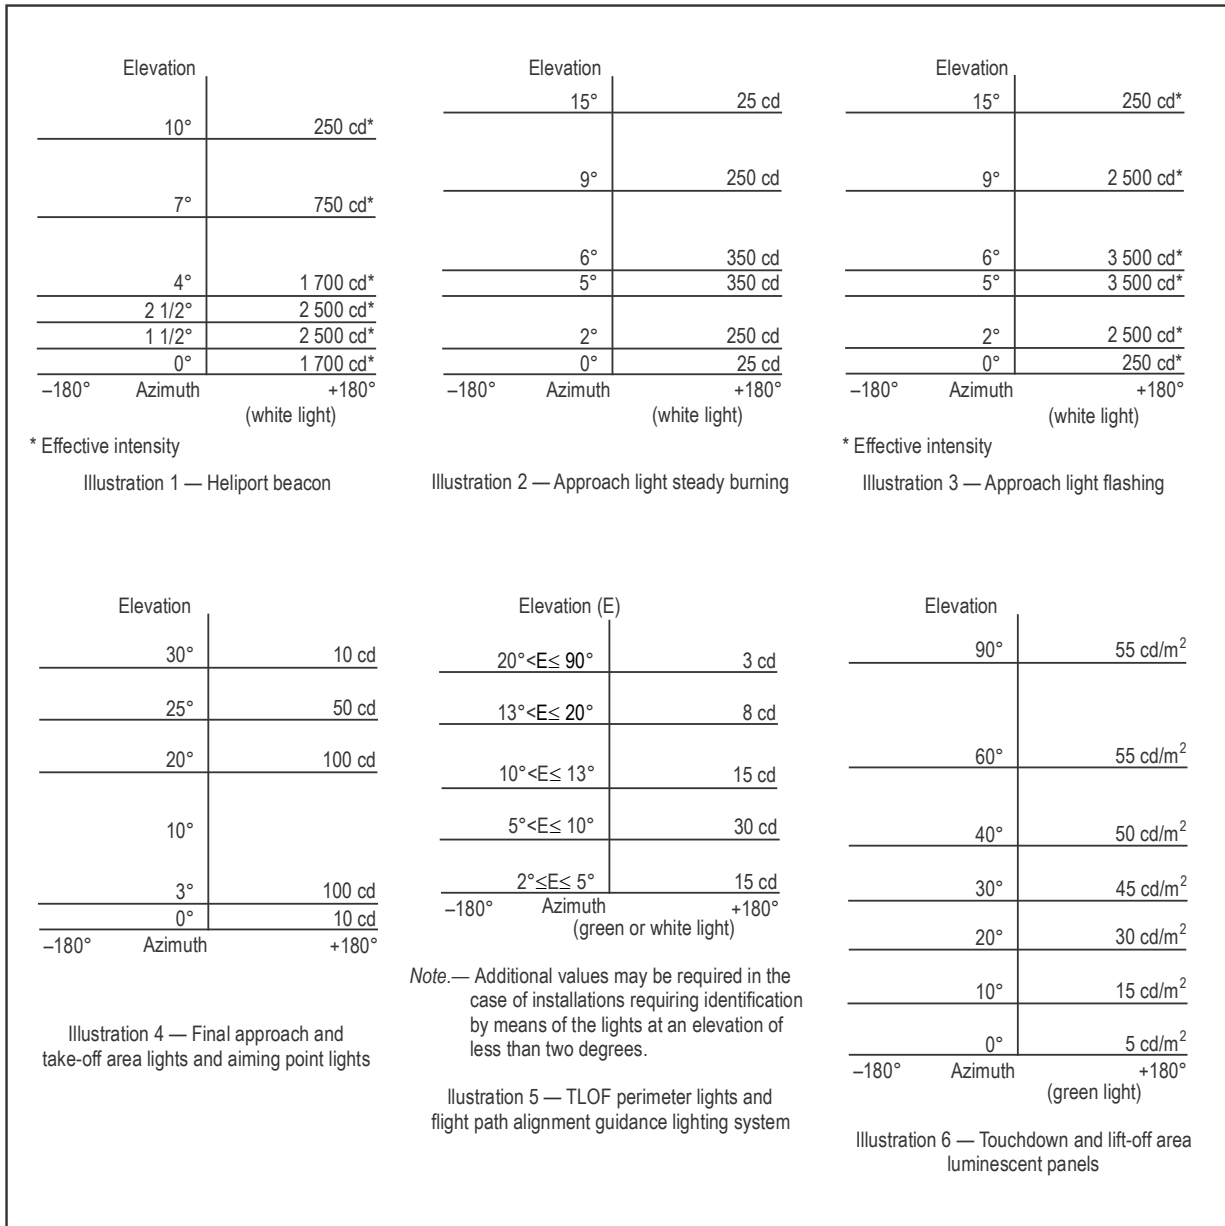 Elevation
10° 250 cd*
7° 750 cd*
4° 1 700 cd*
2 1/2° 2 500 cd*
1 1/2° 2 500 cd*
0° 1 700 cd*
–180° Azimuth +180°
(white light)
* Effective intensity
Illustration 1 — Heliport beacon
Elevation
15° 25 cd
9° 250 cd
6° 350 cd
5° 350 cd
2° 250 cd
0° 25 cd
–180° Azimuth +180°
(white light)
Illustration 2 — Approach light steady burning
Elevation
15° 250 cd*
9° 2 500 cd*
6° 3 500 cd*
5° 3 500 cd*
2° 2 500 cd*
0° 250 cd*
–180° Azimuth +180°
(white light)
* Effective intensity
Illustration 3 — Approach light flashing
Elevation
30° 10 cd
25° 50 cd
20° 100 cd
10°
3° 100 cd
0° 10 cd
–180° Azimuth +180°
Illustration 4 — Final approach and
take-off area lights and aiming point lights
Elevation (E)
20°<E≤ 90° 3 cd
13°<E≤ 20° 8 cd
10°<E≤ 13° 15 cd
5°<E≤ 10° 30 cd
2°≤E≤ 5° 15 cd
–180° Azimuth +180°
(green or white light)
Note.— Additional values may be required in the
case of installations requiring identification
by means of the lights at an elevation of
less than two degrees.
Ilustration 5 — TLOF perimeter lights and
flight path alignment guidance lighting system
Elevation
90° 55 cd/m²
60° 55 cd/m²
40° 50 cd/m²
30° 45 cd/m²
20° 30 cd/m²
10° 15 cd/m²
0° 5 cd/m²
–180° Azimuth +180°
(green light)
Illustration 6 — Touchdown and lift-off area
luminescent panels